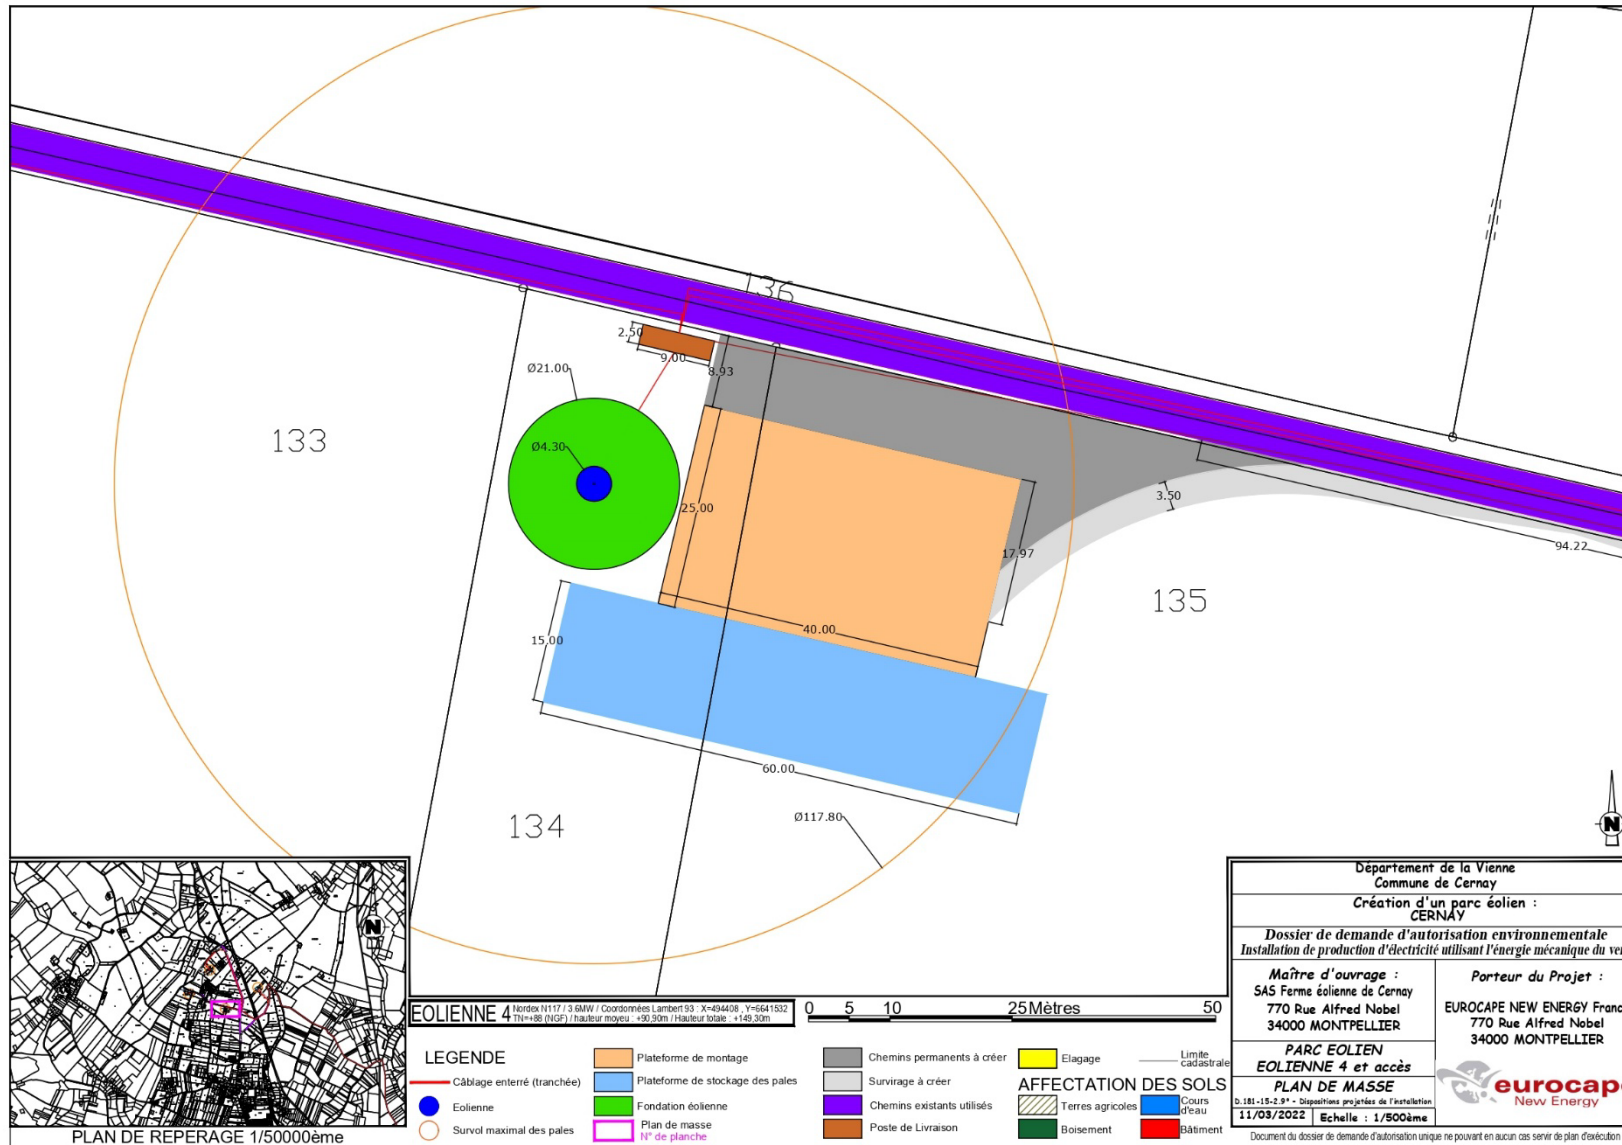 136
2.50
9.00
8.93
Ø21.00
133
Ø4.30
25.00
3.50
17.97
94.22
135
40.00
15.00
60.00
Ø117.80
134
N
N
PLAN DE REPERAGE 1/50000ème
EOLIENNE 4
Nordex N117 / 3.6MW / Coordonnées Lambert 93 : X=494408 , Y=6641532
TN=+88 (NGF) / hauteur moyeu : +90,90m / Hauteur totale : +149,30m
0 5 10 25 Mètres 50
LEGENDE
Câblage enterré (tranchée)
Eolienne
Survol maximal des pales
Plateforme de montage
Plateforme de stockage des pales
Fondation éolienne
Plan de masse
N° de planche
Chemins permanents à créer
Survirage à créer
Chemins existants utilisés
Poste de Livraison
Elagage
Limite
cadastrale
AFFECTATION DES SOLS
Terres agricoles
Cours
d'eau
Boisement
Bâtiment
Département de la Vienne
Commune de Cernay
Création d'un parc éolien :
CERNAY
Dossier de demande d'autorisation environnementale
Installation de production d'électricité utilisant l'énergie mécanique du ve
Maître d'ouvrage :
SAS Ferme éolienne de Cernay
770 Rue Alfred Nobel
34000 MONTPELLIER
Porteur du Projet :
EUROCAPE NEW ENERGY Franc
770 Rue Alfred Nobel
34000 MONTPELLIER
PARC EOLIEN
EOLIENNE 4 et accès
PLAN DE MASSE
D.181-15-2.9° - Dispositions projetées de l'installation
11/03/2022
Echelle : 1/500ème
eurocape
New Energy
Document du dossier de demande d'autorisation unique ne pouvant en aucun cas servir de plan d'exécution